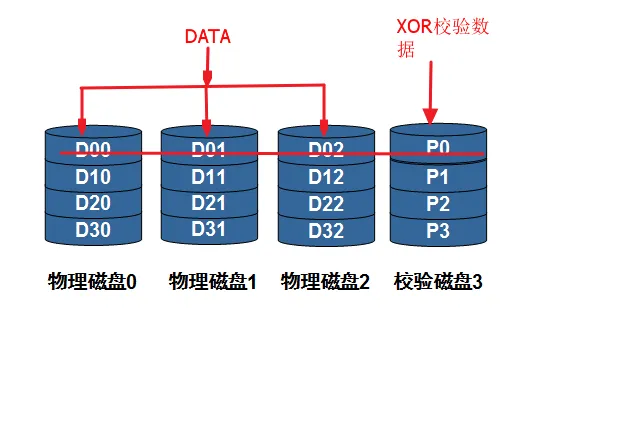 DATA
XOR校验数
据
D00 D01 D02 P0
D10 D11 D12 P1
D20 D21 D22 P2
D30 D31 D32 P3
物理磁盘0 物理磁盘1 物理磁盘2 校验磁盘3